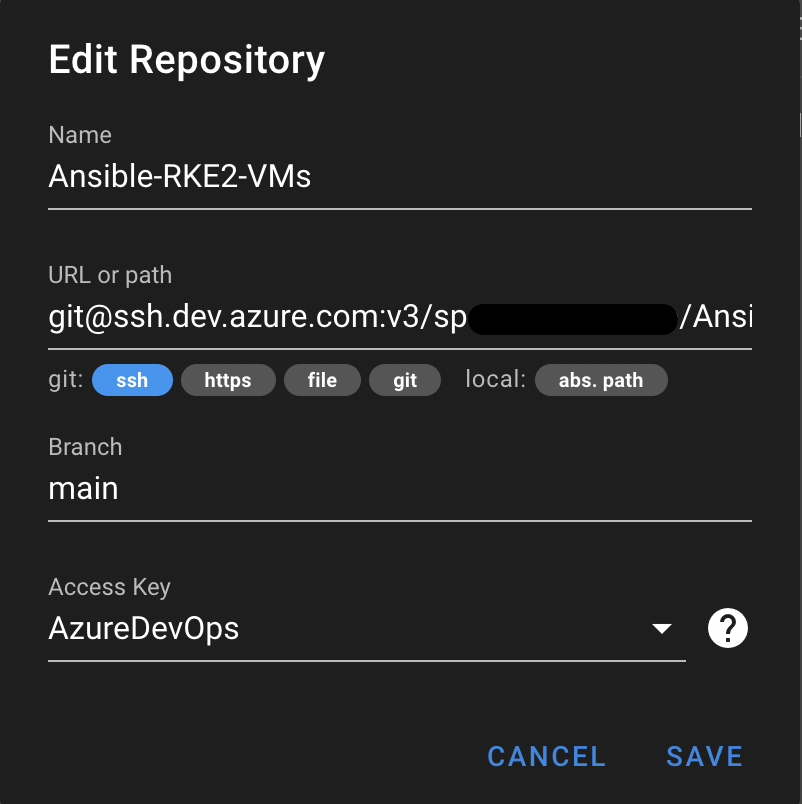 Edit Repository
Name
Ansible-RKE2-VMs
URL or path
git@ssh.dev.azure.com:v3/sp /Ansi
git: ssh https file git local: abs. path
Branch
main
Access Key
AzureDevOps
?
CANCEL SAVE